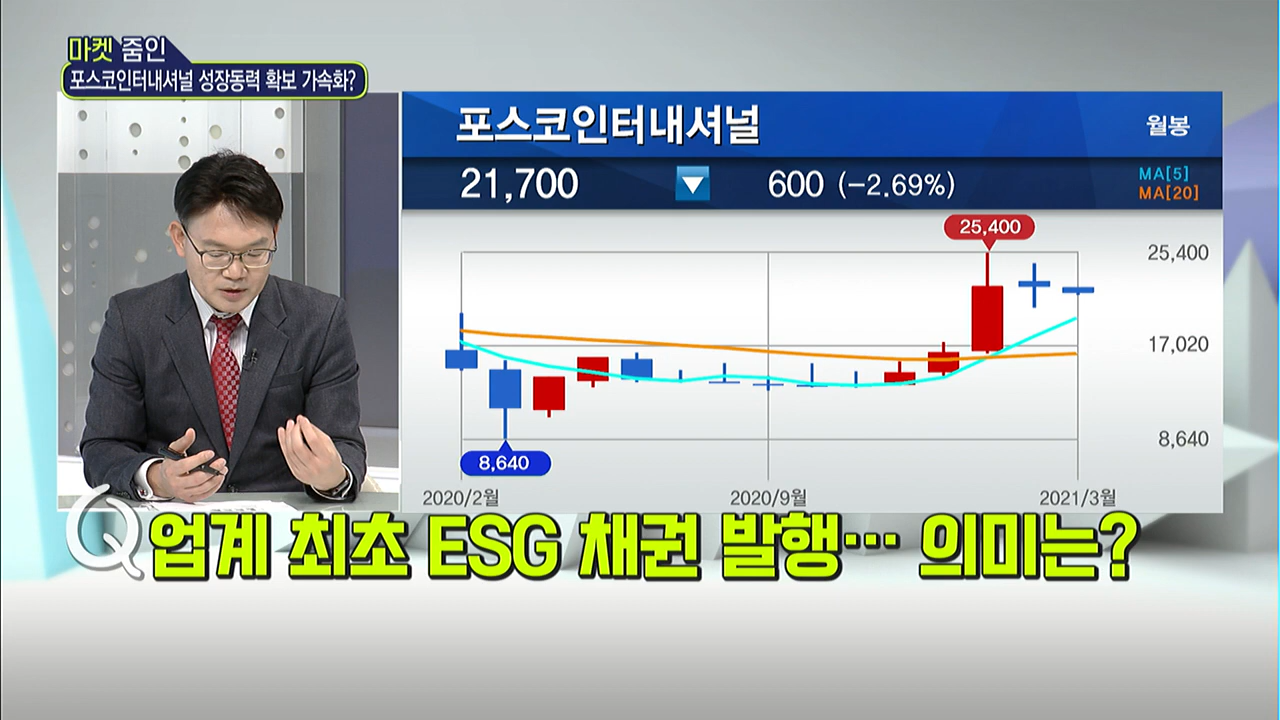 마켓 줌인
포스코인터내셔널 성장동력 확보 가속화?
포스코인터내셔널 월봉
21,700 ▼ 600 (-2.69%)
MA[5]
MA[20]
25,400
25,400
17,020
8,640
8,640
2020/2월 2020/9월 2021/3월
Q 업계 최초 ESG 채권 발행… 의미는?